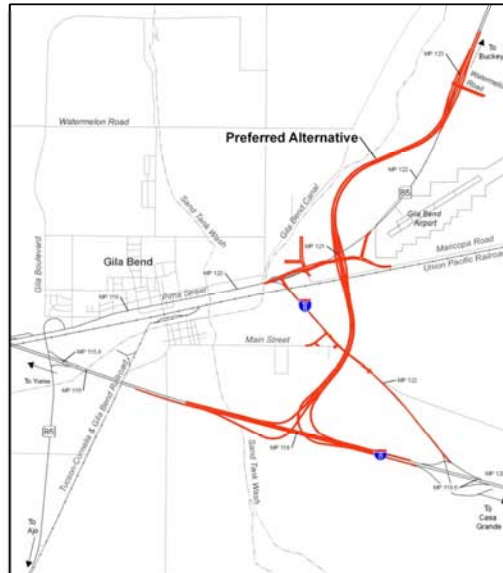 To
Buckeye
MP 123
Watermelon
Road
Watermelon Road
Preferred Alternative
MP 122
85
Gila Bend
Airport
Gila Bend Canal
Sand Tank Wash
Gila Boulevard
MP 121
Maricopa Road
Union Pacific Railroad
Gila Bend
MP 120
MP 119
Pima Street
8
Main Street
To Yuma
MP 115
Tucson-Cornelia & Gila Bend Railroad
MP 122
85
MP 118
Sand Tank Wash
8
To
Ajo
To
Casa
Grande